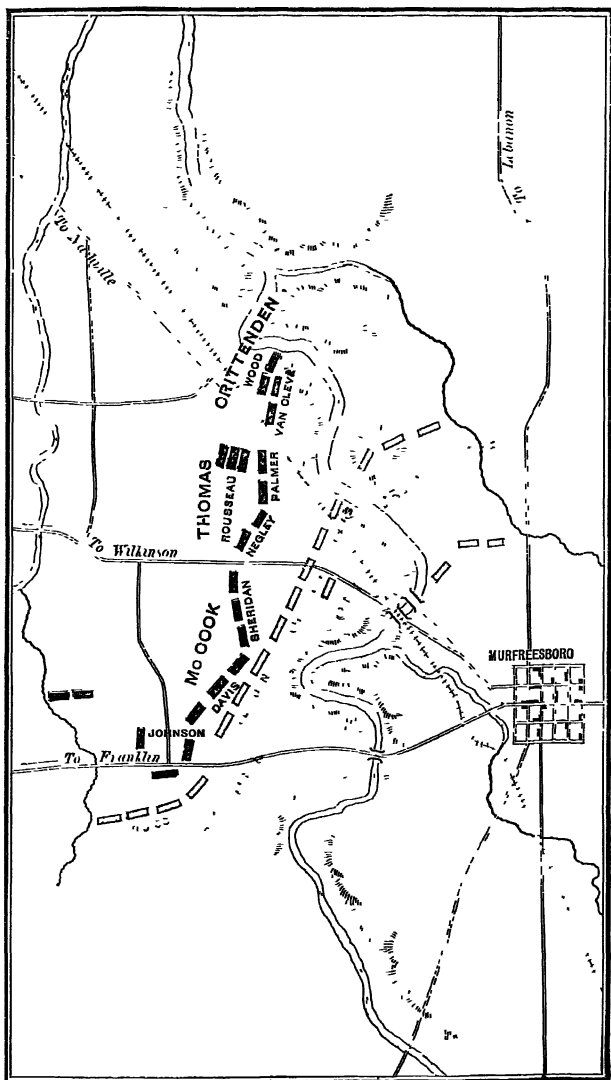 To
Lebanon
To Nashville
CRITTENDEN
WOOD
VAN CLEVE
THOMAS
ROUSSEAU
PALMER
NEGLEY
To Wilkinson
McCOOK
SHERIDAN
DAVIS
JOHNSON
MURFREESBORO
To Franklin